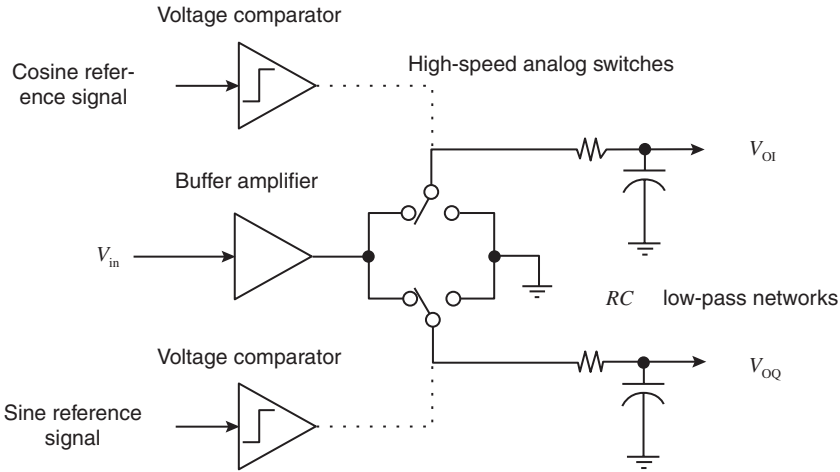 Voltage comparator
Cosine refer-
ence signal
High-speed analog switches
V_OI
Buffer amplifier
V_in
RC low-pass networks
Voltage comparator
V_OQ
Sine reference
signal